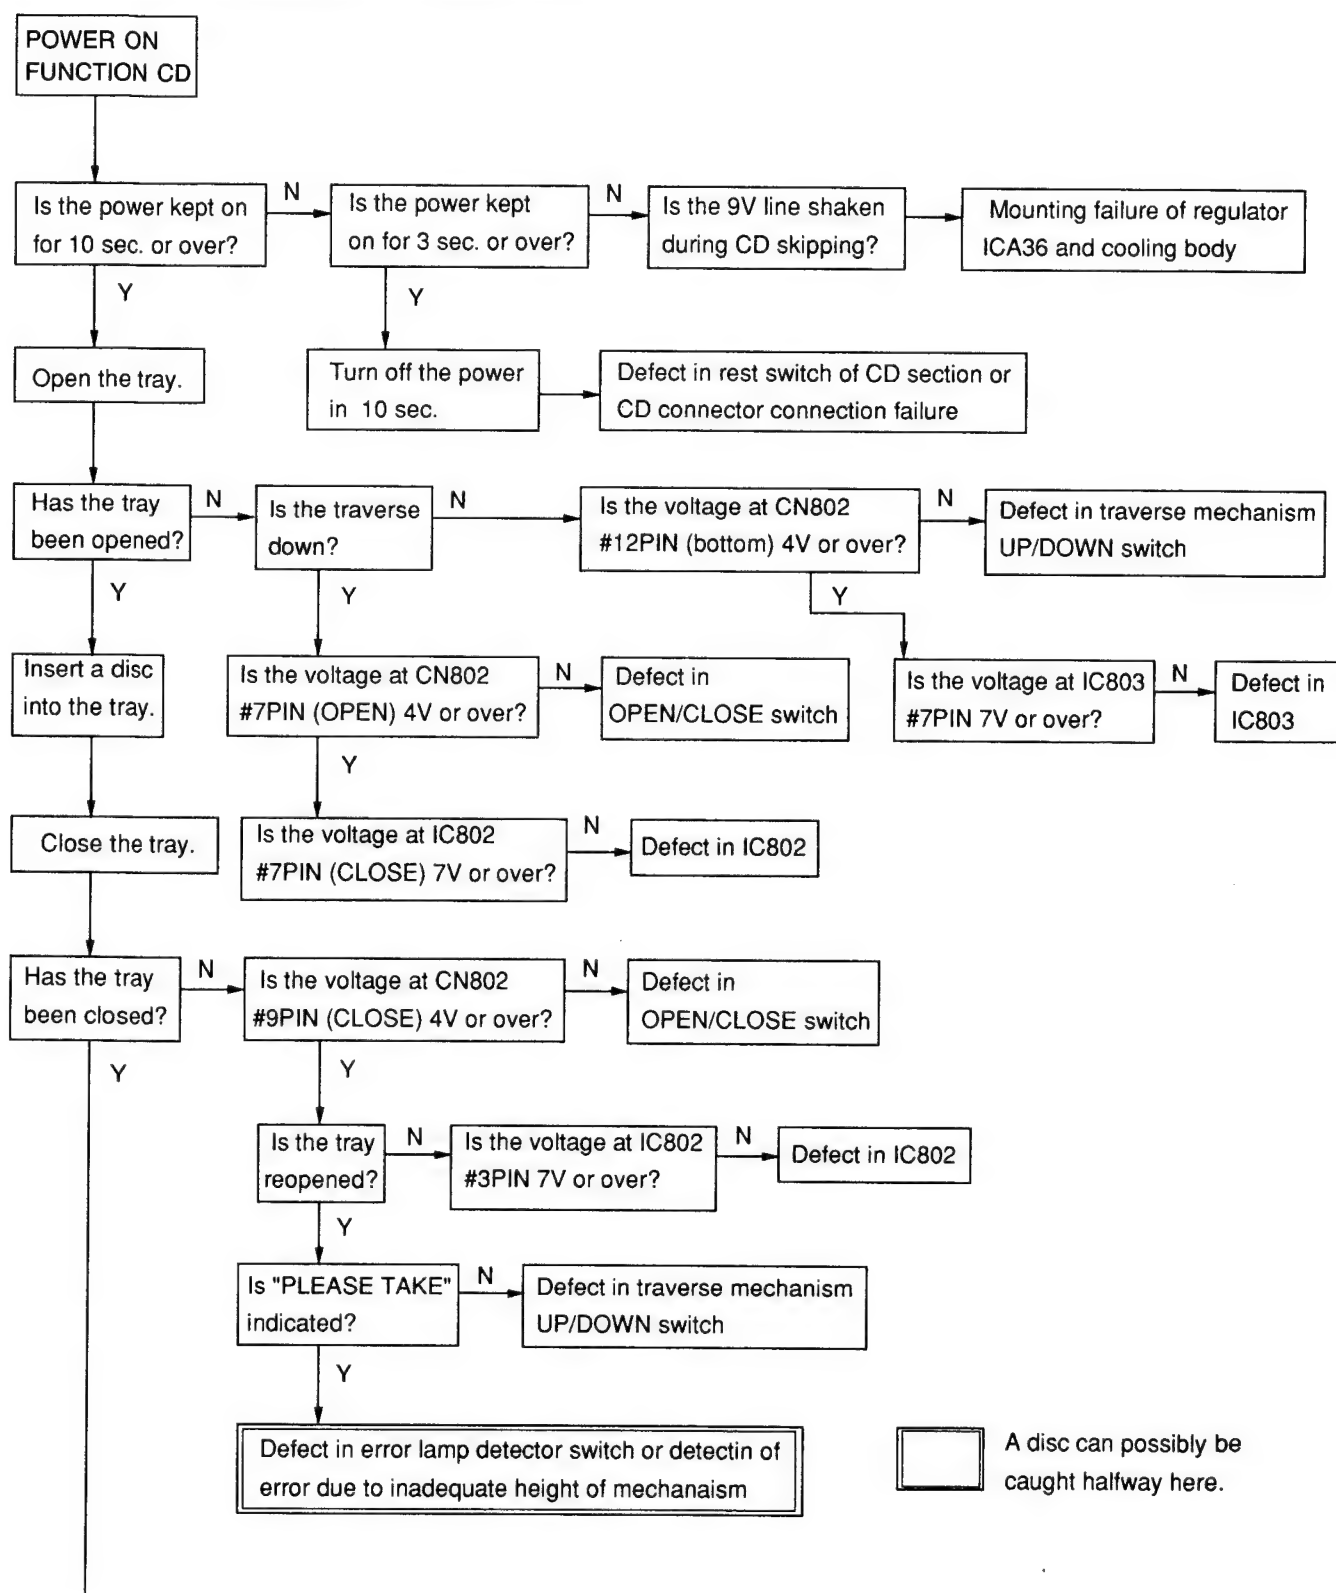 POWER ON
FUNCTION CD
Is the power kept on
for 10 sec. or over?
N
Is the power kept
on for 3 sec. or over?
N
Is the 9V line shaken
during CD skipping?
Mounting failure of regulator
ICA36 and cooling body
Y
Y
Open the tray.
Turn off the power
in 10 sec.
Defect in rest switch of CD section or
CD connector connection failure
Has the tray
been opened?
N
Is the traverse
down?
N
Is the voltage at CN802
#12PIN (bottom) 4V or over?
N
Defect in traverse mechanism
UP/DOWN switch
Y
Y
Y
Insert a disc
into the tray.
Is the voltage at CN802
#7PIN (OPEN) 4V or over?
N
Defect in
OPEN/CLOSE switch
Is the voltage at IC803
#7PIN 7V or over?
N
Defect in
IC803
Y
Close the tray.
Is the voltage at IC802
#7PIN (CLOSE) 7V or over?
N
Defect in IC802
Has the tray
been closed?
N
Is the voltage at CN802
#9PIN (CLOSE) 4V or over?
N
Defect in
OPEN/CLOSE switch
Y
Y
Is the tray
reopened?
N
Is the voltage at IC802
#3PIN 7V or over?
N
Defect in IC802
Y
Is "PLEASE TAKE"
indicated?
N
Defect in traverse mechanism
UP/DOWN switch
Y
Defect in error lamp detector switch or detectin of
error due to inadequate height of mechanaism
A disc can possibly be
caught halfway here.